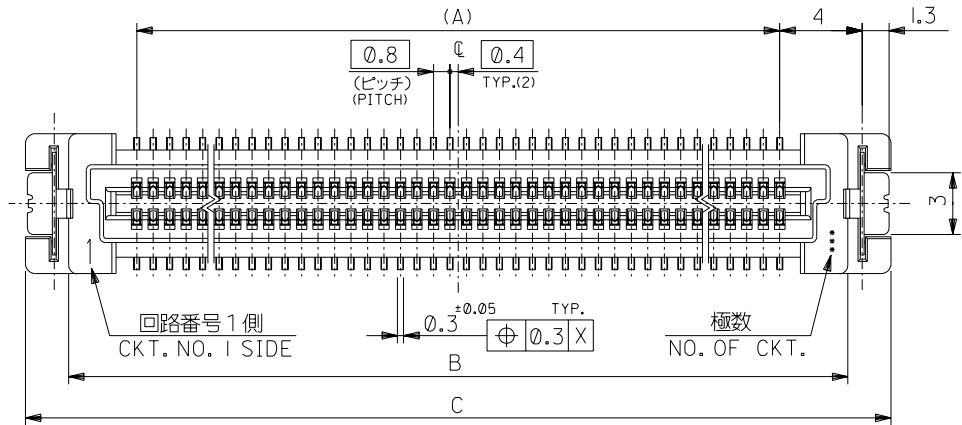 (A)
4
1.3
0.8
℄
0.4
(ピッチ)
(PITCH)
TYP.(2)
3
1
***
0.3 ±0.05 TYP.
⌖ 0.3 X
回路番号1側
CKT. NO. 1 SIDE
極数
NO. OF CKT.
B
C